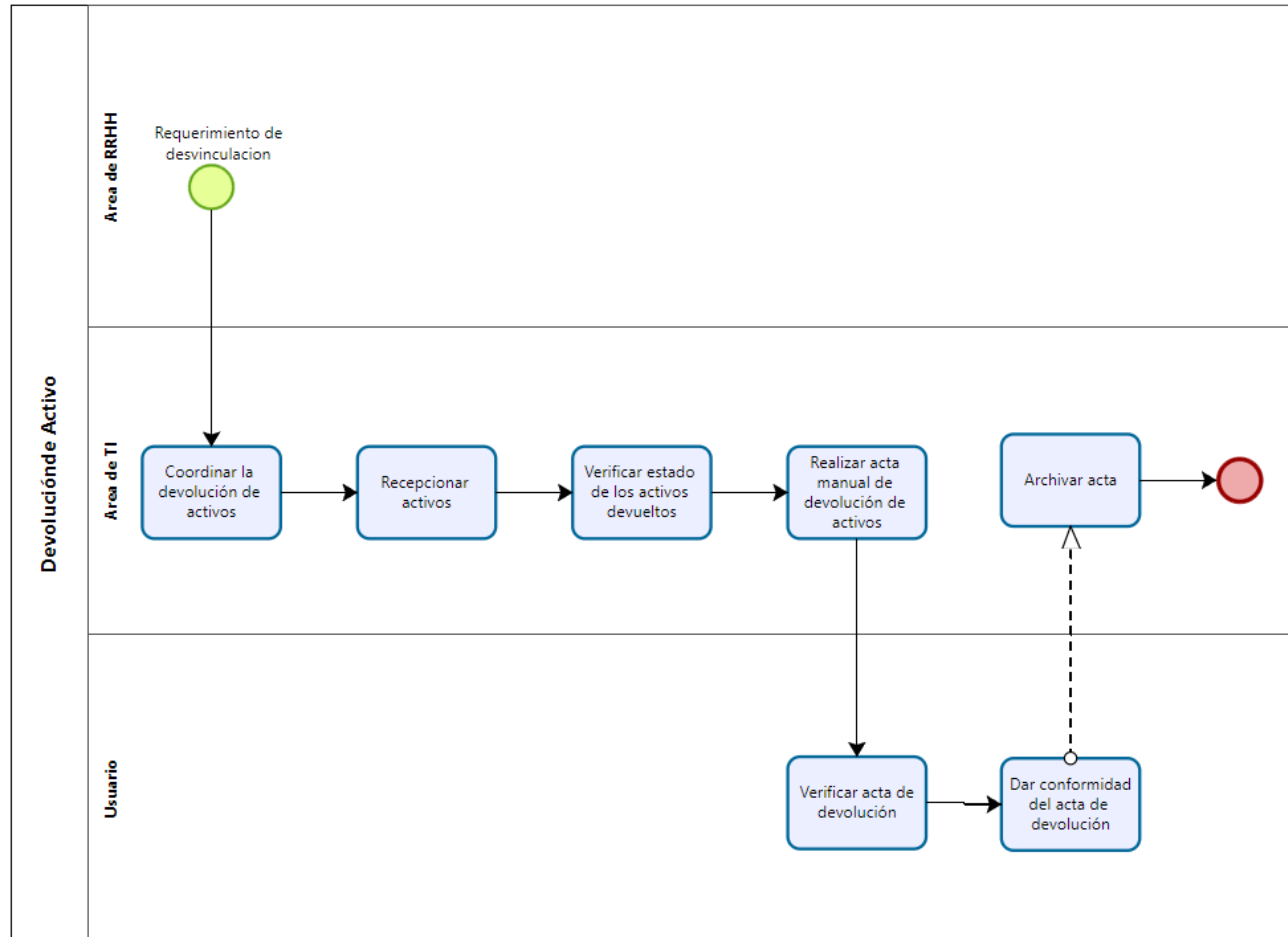 Devoluciónde Activo
Area de RRHH
Requerimiento de
desvinculacion
Area de TI
Coordinar la
devolución de
activos
Recepcionar
activos
Verificar estado
de los activos
devueltos
Realizar acta
manual de
devolución de
activos
Archivar acta
Usuario
Verificar acta de
devolución
Dar conformidad
del acta de
devolución